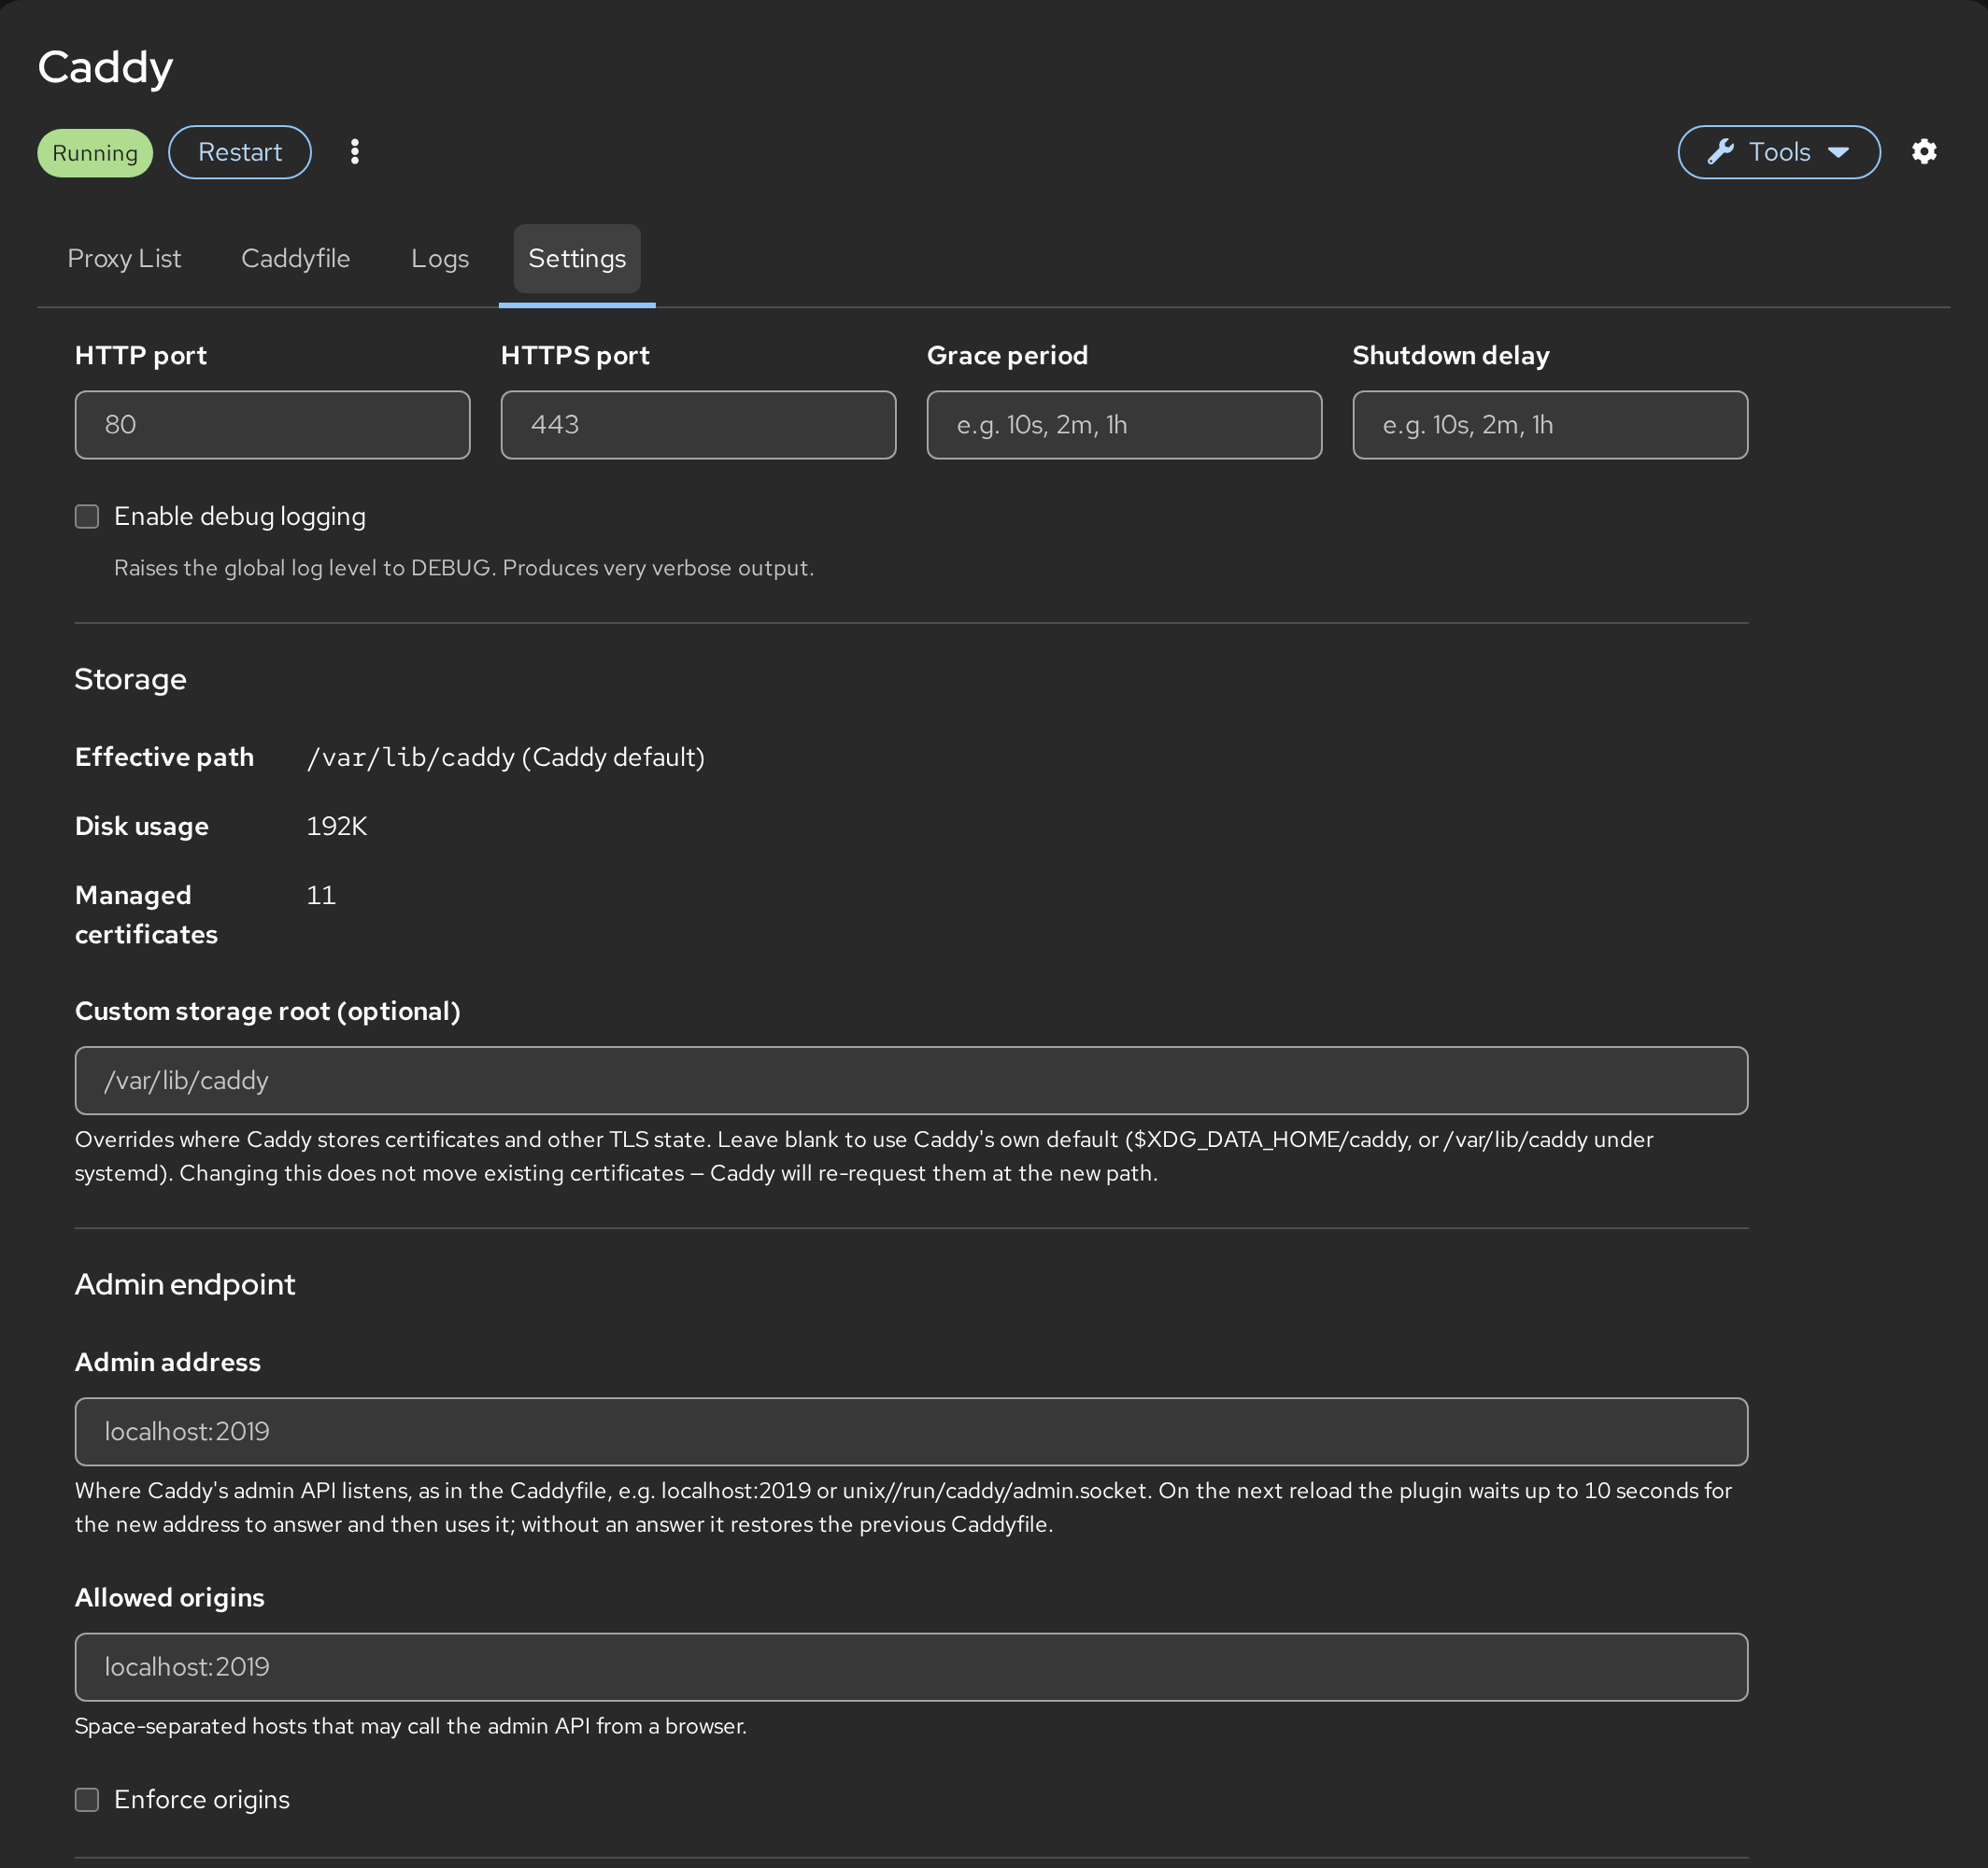 Caddy
Running Restart Tools
Proxy List Caddyfile Logs Settings
HTTP port HTTPS port Grace period Shutdown delay
80 443 e.g. 10s, 2m, 1h e.g. 10s, 2m, 1h
Enable debug logging
Raises the global log level to DEBUG. Produces very verbose output.
Storage
Effective path /var/lib/caddy (Caddy default)
Disk usage 192K
Managed 11
certificates
Custom storage root (optional)
/var/lib/caddy
Overrides where Caddy stores certificates and other TLS state. Leave blank to use Caddy's own default ($XDG_DATA_HOME/caddy, or /var/lib/caddy under
systemd). Changing this does not move existing certificates — Caddy will re-request them at the new path.
Admin endpoint
Admin address
localhost:2019
Where Caddy's admin API listens, as in the Caddyfile, e.g. localhost:2019 or unix//run/caddy/admin.socket. On the next reload the plugin waits up to 10 seconds for
the new address to answer and then uses it; without an answer it restores the previous Caddyfile.
Allowed origins
localhost:2019
Space-separated hosts that may call the admin API from a browser.
Enforce origins